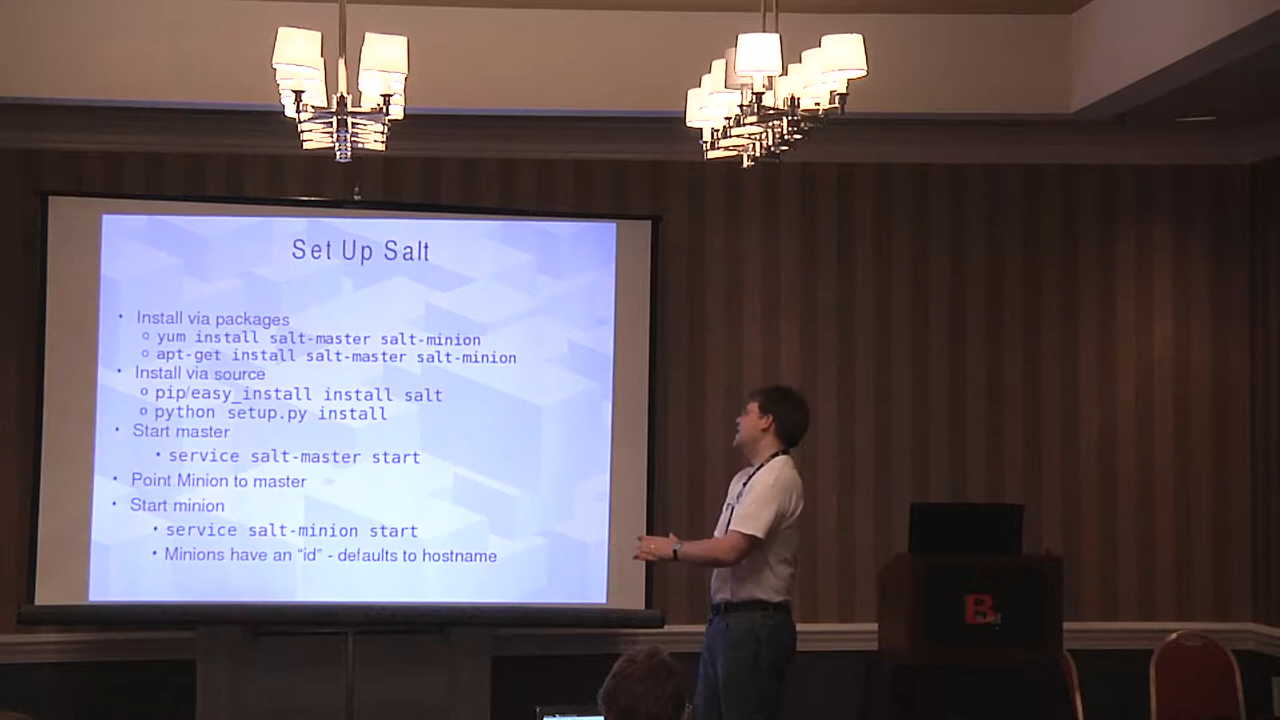 Set Up Salt
• Install via packages
o yum install salt-master salt-minion
o apt-get install salt-master salt-minion
• Install via source
o pip/easy_install install salt
o python setup.py install
• Start master
• service salt-master start
• Point Minion to master
• Start minion
• service salt-minion start
• Minions have an “id” - defaults to hostname
B